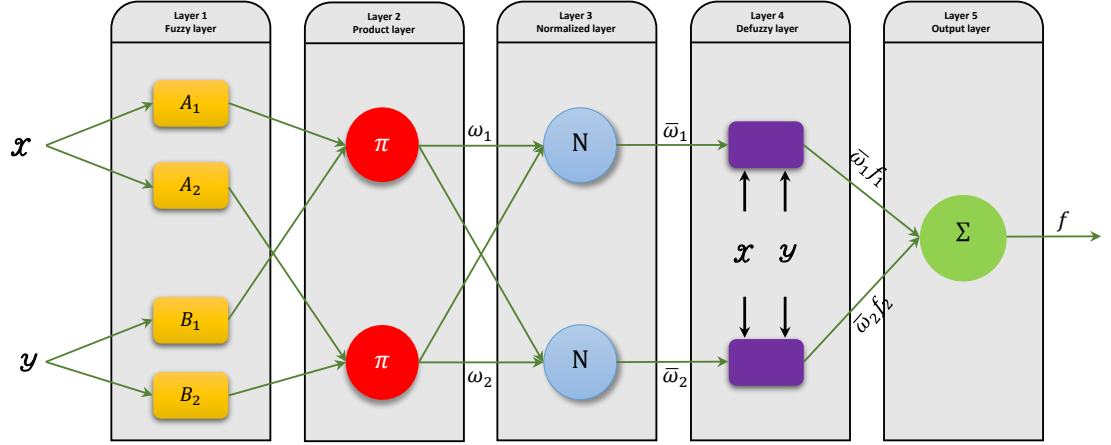 Layer 1
Fuzzy layer
Layer 2
Product layer
Layer 3
Normalized layer
Layer 4
Defuzzy layer
Layer 5
Output layer
x
y
A₁
A₂
B₁
B₂
π
π
ω₁
ω₂
N
N
ω̅₁
ω̅₂
x y
ω̅₁f₁
ω̅₂f₂
Σ
f